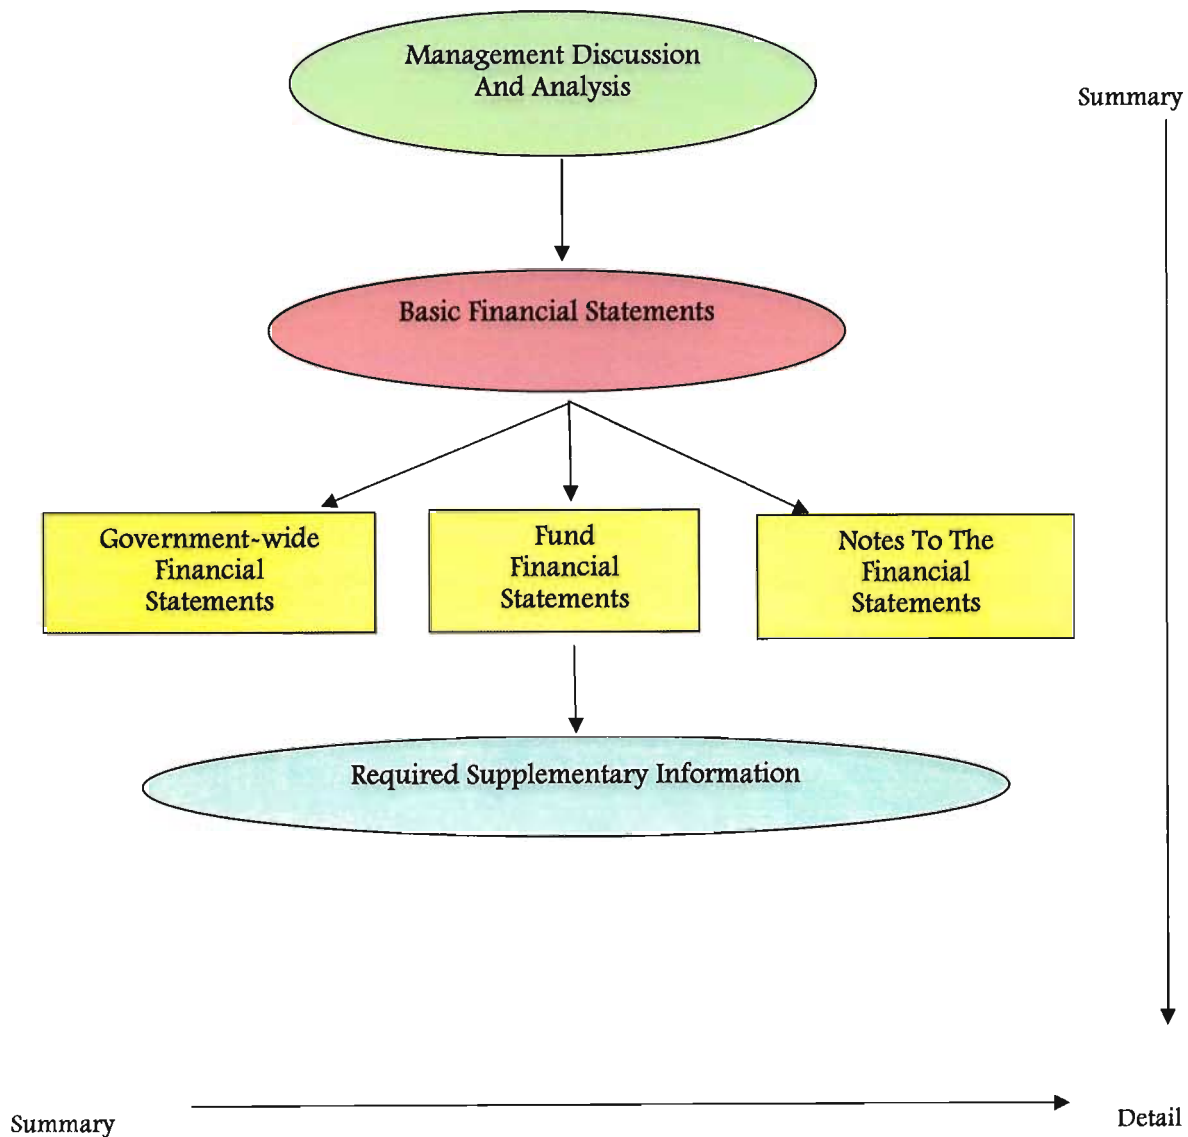 Management Discussion
And Analysis
Summary
Basic Financial Statements
Government-wide
Financial
Statements
Fund
Financial
Statements
Notes To The
Financial
Statements
Required Supplementary Information
Summary
Detail